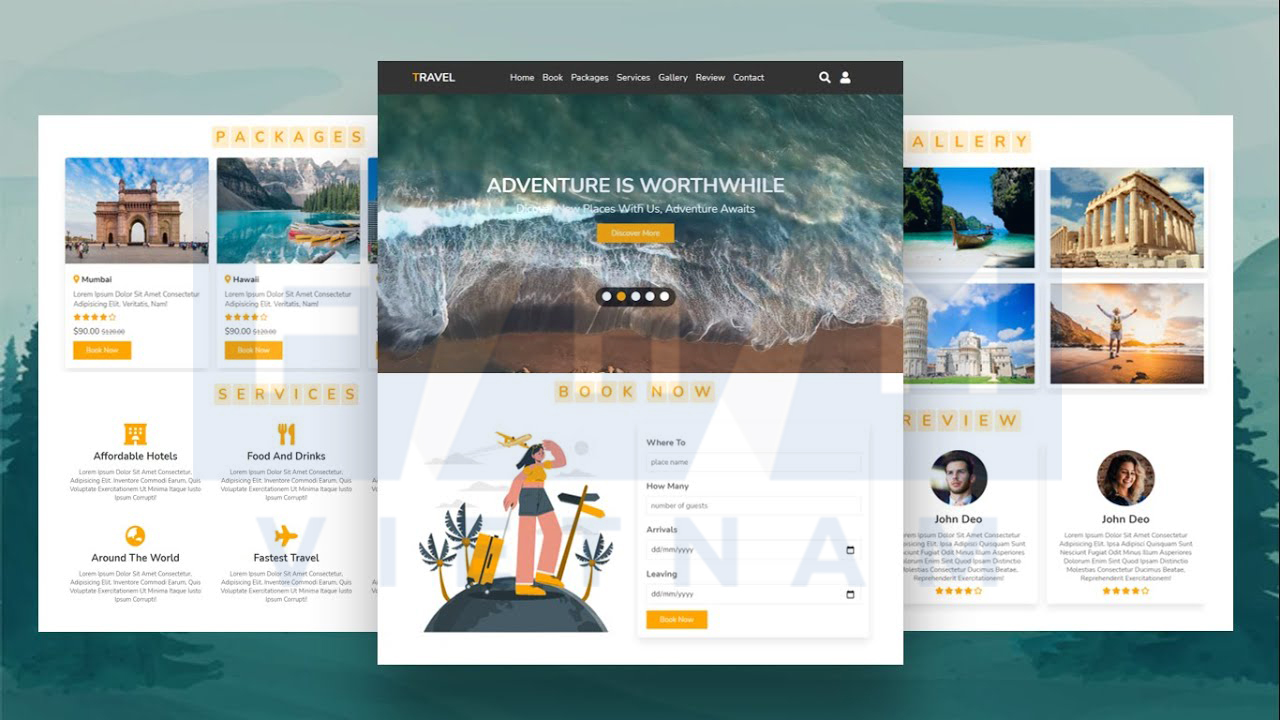 PACKAGES
Mumbai
Lorem Ipsum Dolor Sit Amet Consectetur
Adipisicing Elit. Veritatis, Nam!
$90.00 $120.00
Book Now
Hawaii
Lorem Ipsum Dolor Sit Amet Consectetur
Adipisicing Elit. Veritatis, Nam!
$90.00 $120.00
Book Now
SERVICES
Affordable Hotels
Lorem Ipsum Dolor Sit Amet Consectetur,
Adipisicing Elit. Inventore Commodi Earum, Quis
Voluptate Exercitationem Ut Minima Itaque Iusto
Ipsum Corrupti!
Food And Drinks
Lorem Ipsum Dolor Sit Amet Consectetur,
Adipisicing Elit. Inventore Commodi Earum, Quis
Voluptate Exercitationem Ut Minima Itaque Iusto
Ipsum Corrupti!
Around The World
Lorem Ipsum Dolor Sit Amet Consectetur,
Adipisicing Elit. Inventore Commodi Earum, Quis
Voluptate Exercitationem Ut Minima Itaque Iusto
Ipsum Corrupti!
Fastest Travel
Lorem Ipsum Dolor Sit Amet Consectetur,
Adipisicing Elit. Inventore Commodi Earum, Quis
Voluptate Exercitationem Ut Minima Itaque Iusto
Ipsum Corrupti!
TRAVEL
Home Book Packages Services Gallery Review Contact
ADVENTURE IS WORTHWHILE
Discover New Places With Us, Adventure Awaits
Discover More
BOOK NOW
Where To
place name
How Many
number of guests
Arrivals
dd/mm/yyyy
Leaving
dd/mm/yyyy
Book Now
ALLERY
REVIEW
John Deo
Lorem Ipsum Dolor Sit Amet Consectetur
Adipisicing Elit. Ipsa Adipisci Quisquam Sunt
Nesciunt Fugiat Odit Minus Illum Asperiores
Dolorum Enim Sint Quod Ipsam Distinctio
Molestias Consectetur Ducimus Beatae,
Reprehenderit Exercitationem!
John Deo
Lorem Ipsum Dolor Sit Amet Consectetur
Adipisicing Elit. Ipsa Adipisci Quisquam Sunt
Nesciunt Fugiat Odit Minus Illum Asperiores
Dolorum Enim Sint Quod Ipsam Distinctio
Molestias Consectetur Ducimus Beatae,
Reprehenderit Exercitationem!